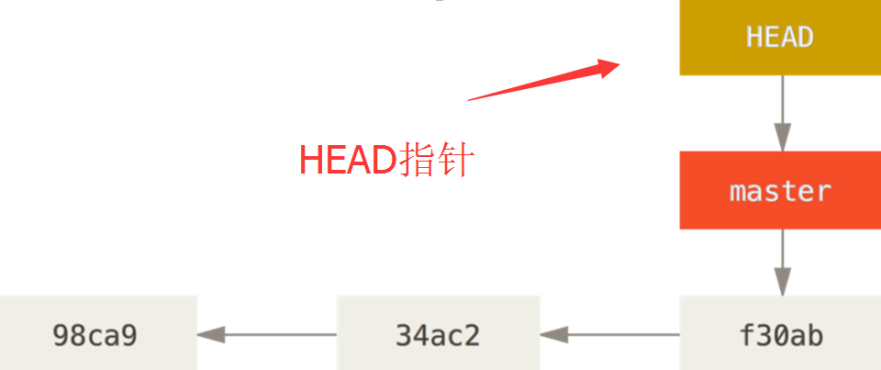 HEAD
HEAD指针
master
98ca9
34ac2
f30ab